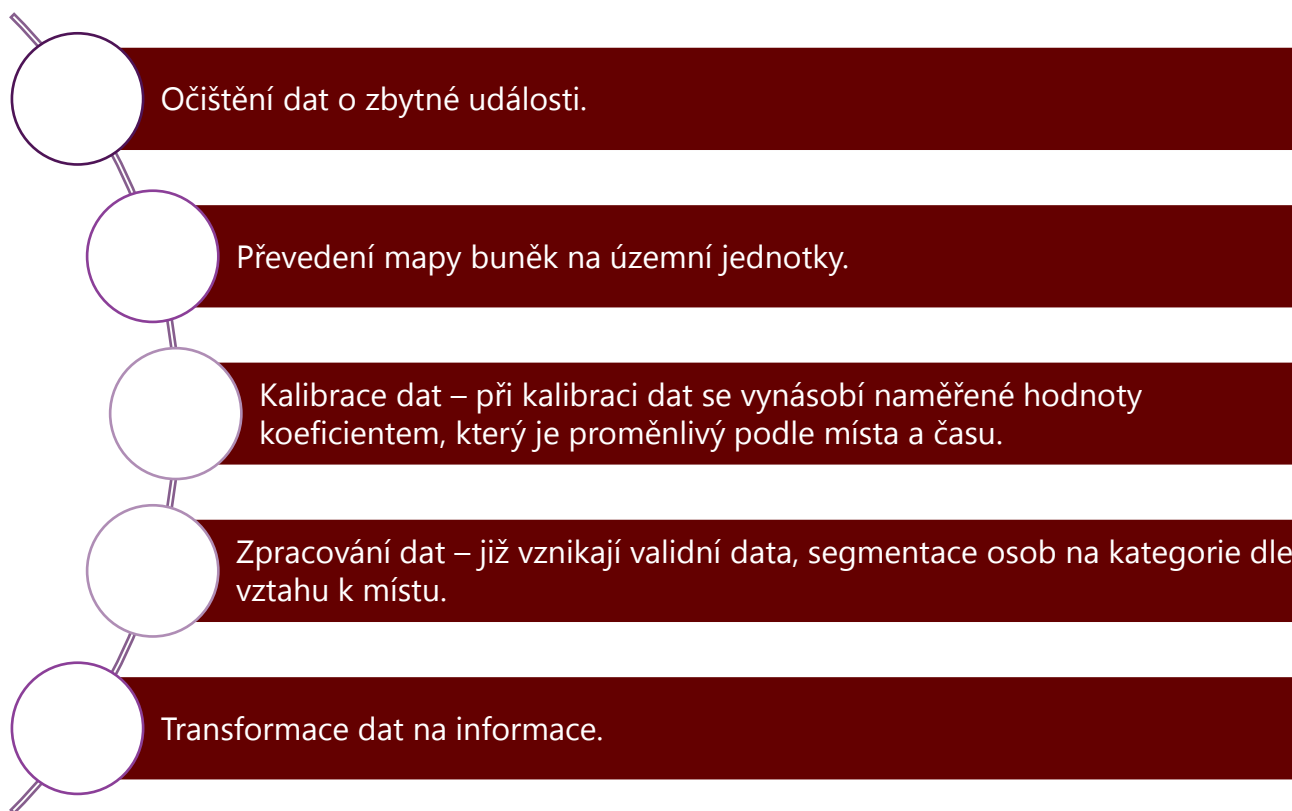 Očištění dat o zbytné události.
Převedení mapy buněk na územní jednotky.
Kalibrace dat – při kalibraci dat se vynásobí naměřené hodnoty
koeficientem, který je proměnlivý podle místa a času.
Zpracování dat – již vznikají validní data, segmentace osob na kategorie dle
vztahu k místu.
Transformace dat na informace.